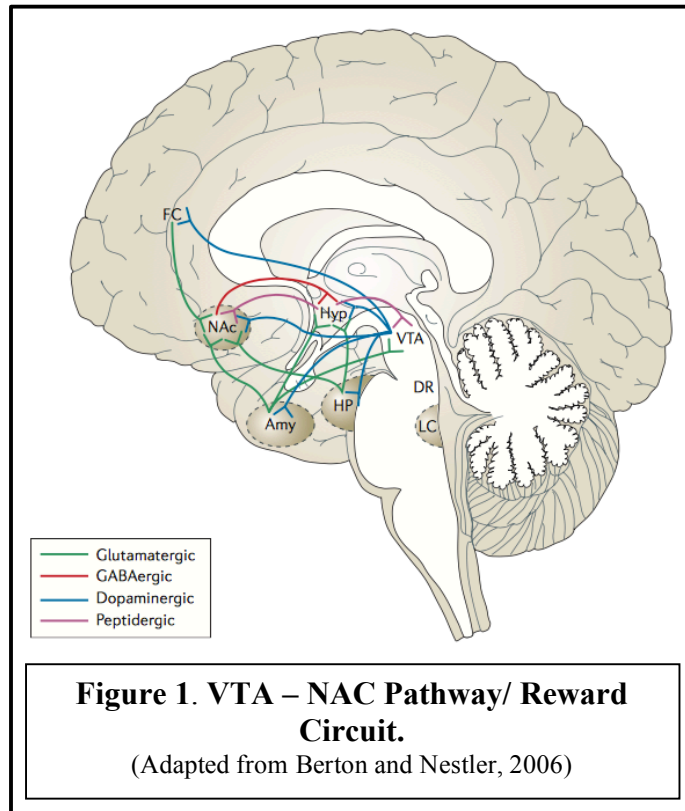 FC
NAc
Hyp
VTA
DR
HP
Amy
LC
Glutamatergic
GABAergic
Dopaminergic
Peptidergic
Figure 1. VTA – NAC Pathway/ Reward
Circuit.
(Adapted from Berton and Nestler, 2006)